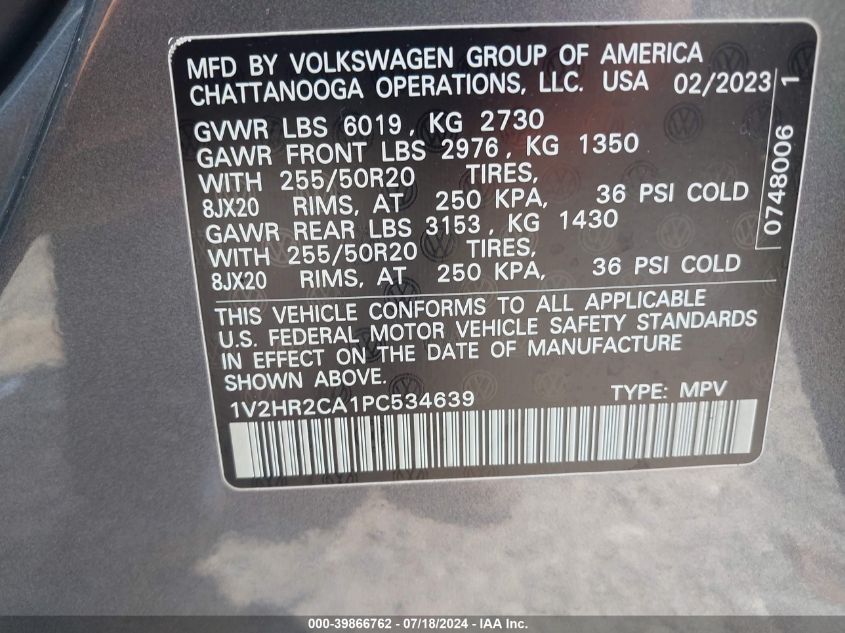 MFD BY VOLKSWAGEN GROUP OF AMERICA
CHATTANOOGA OPERATIONS, LLC. USA 02/2023
GVWR LBS 6019, KG 2730
GAWR FRONT LBS 2976, KG 1350
WITH 255/50R20 TIRES,
8JX20 RIMS, AT 250 KPA, 36 PSI COLD
GAWR REAR LBS 3153, KG 1430
WITH 255/50R20 TIRES,
8JX20 RIMS, AT 250 KPA, 36 PSI COLD
THIS VEHICLE CONFORMS TO ALL APPLICABLE
U.S. FEDERAL MOTOR VEHICLE SAFETY STANDARDS
IN EFFECT ON THE DATE OF MANUFACTURE
SHOWN ABOVE.
1V2HR2CA1PC534639 TYPE: MPV
0748006 1
000-39866762 - 07/18/2024 - IAA Inc.